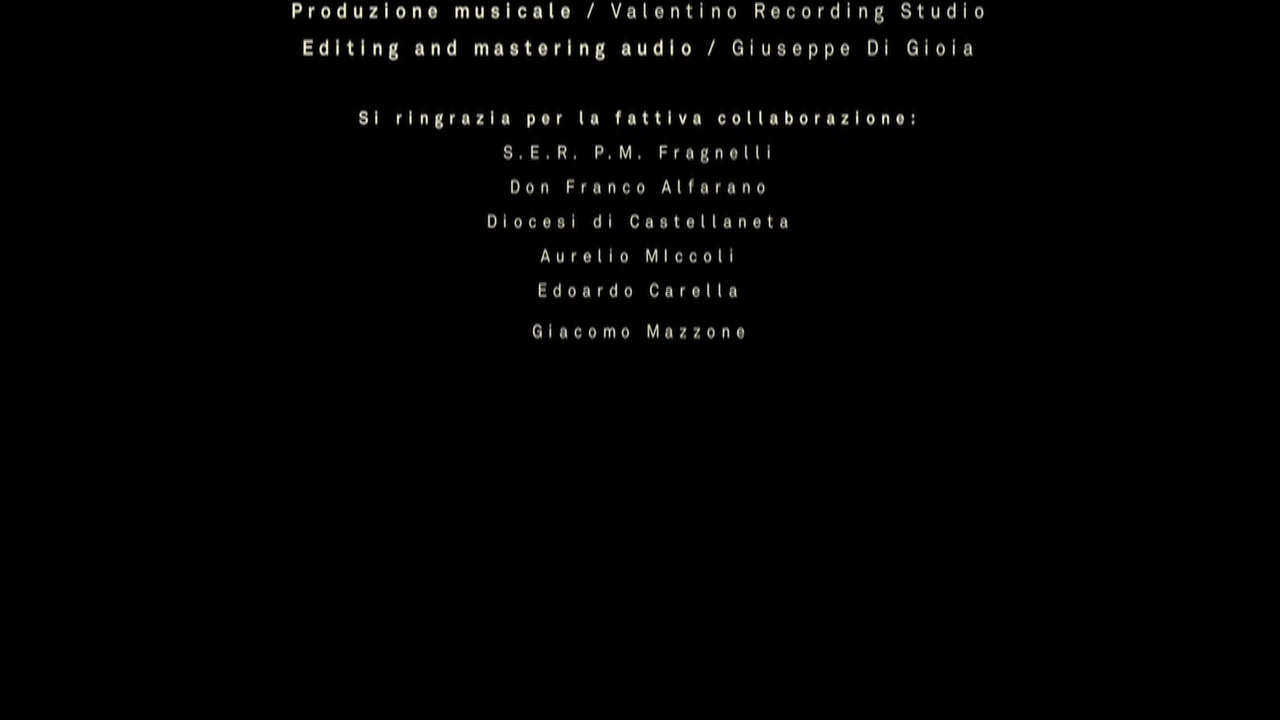 Produzione musicale / Valentino Recording Studio
Editing and mastering audio / Giuseppe Di Gioia
Si ringrazia per la fattiva collaborazione:
S.E.R. P.M. Fragnelli
Don Franco Alfarano
Diocesi di Castellaneta
Aurelio MIccoli
Edoardo Carella
Giacomo Mazzone